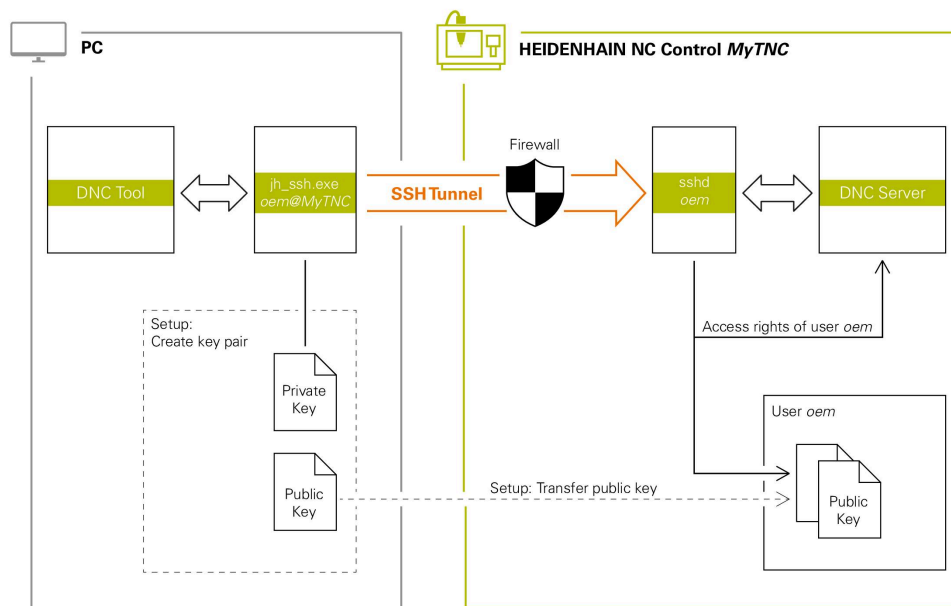 PC
HEIDENHAIN NC Control MyTNC
DNC Tool
jh_ssh.exe
oem@MyTNC
SSH Tunnel
Firewall
sshd
oem
DNC Server
Access rights of user oem
Setup:
Create key pair
Private
Key
Public
Key
Setup: Transfer public key
User oem
Public
Key